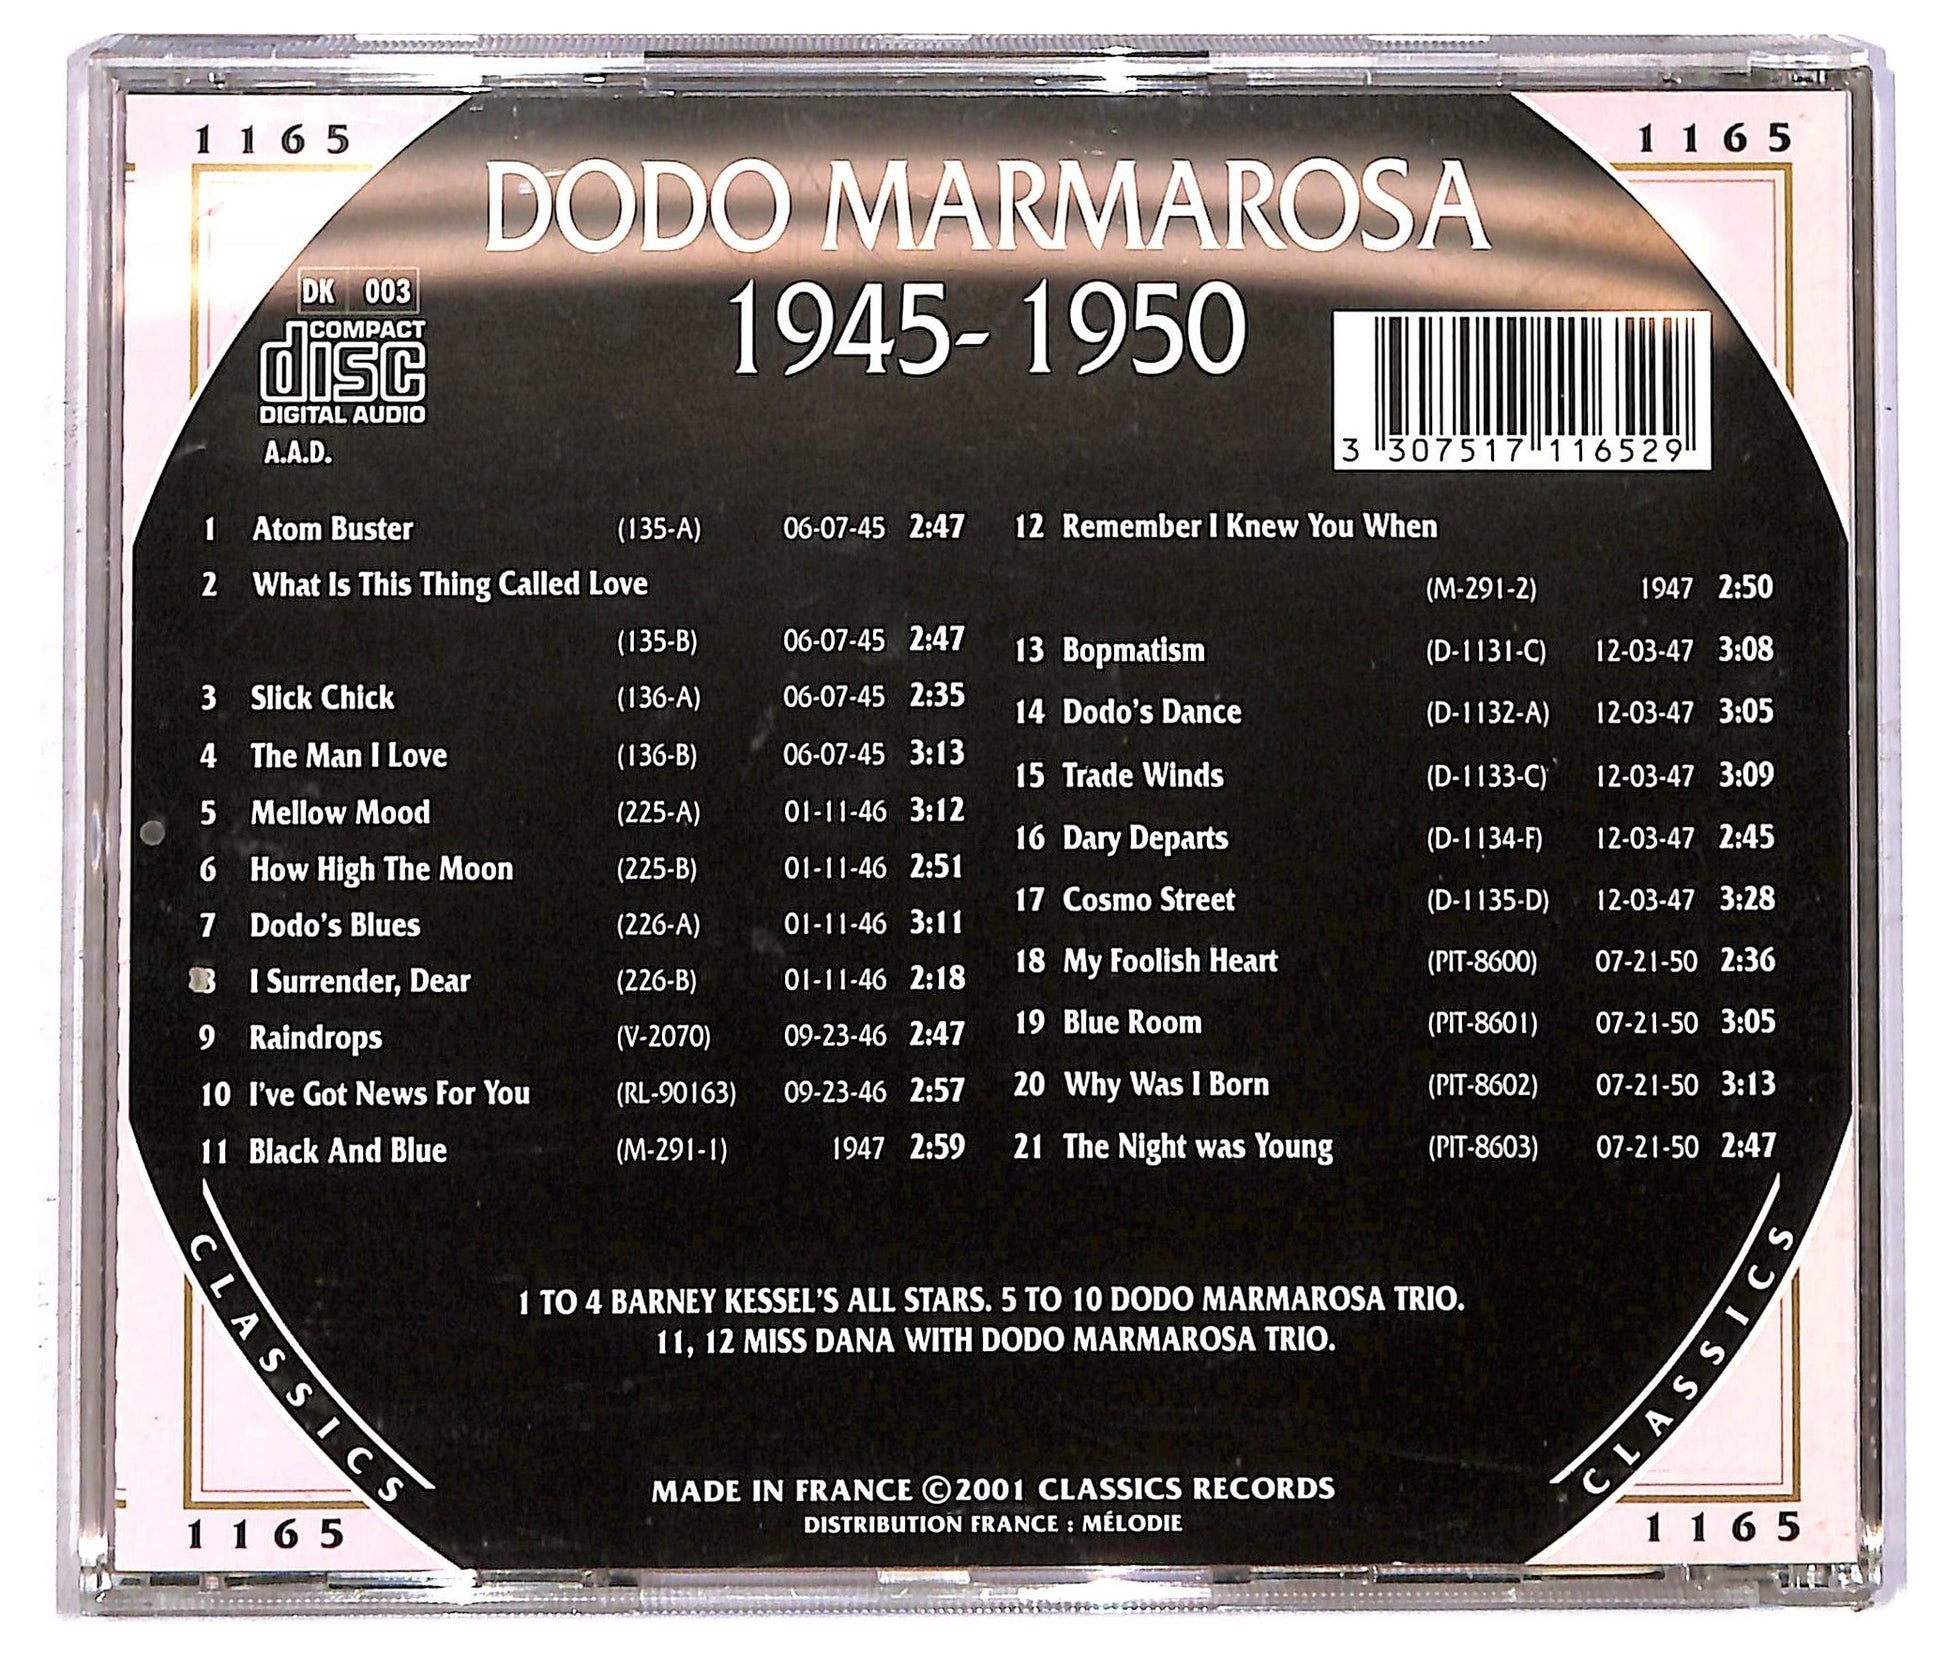 1165
1165
DODO MARMAROSA
1945-1950
DK 003
COMPACT
disc
DIGITAL AUDIO
A.A.D.
3 307517 116529
1 Atom Buster (135-A) 06-07-45 2:47
2 What Is This Thing Called Love
(135-B) 06-07-45 2:47
3 Slick Chick (136-A) 06-07-45 2:35
4 The Man I Love (136-B) 06-07-45 3:13
5 Mellow Mood (225-A) 01-11-46 3:12
6 How High The Moon (225-B) 01-11-46 2:51
7 Dodo's Blues (226-A) 01-11-46 3:11
8 I Surrender, Dear (226-B) 01-11-46 2:18
9 Raindrops (V-2070) 09-23-46 2:47
10 I've Got News For You (RL-90163) 09-23-46 2:57
11 Black And Blue (M-291-1) 1947 2:59
12 Remember I Knew You When
(M-291-2) 1947 2:50
13 Bopmatism (D-1131-C) 12-03-47 3:08
14 Dodo's Dance (D-1132-A) 12-03-47 3:05
15 Trade Winds (D-1133-C) 12-03-47 3:09
16 Dary Departs (D-1134-F) 12-03-47 2:45
17 Cosmo Street (D-1135-D) 12-03-47 3:28
18 My Foolish Heart (PIT-8600) 07-21-50 2:36
19 Blue Room (PIT-8601) 07-21-50 3:05
20 Why Was I Born (PIT-8602) 07-21-50 3:13
21 The Night was Young (PIT-8603) 07-21-50 2:47
CLASSICS
CLASSICS
1 TO 4 BARNEY KESSEL'S ALL STARS. 5 TO 10 DODO MARMAROSA TRIO.
11, 12 MISS DANA WITH DODO MARMAROSA TRIO.
MADE IN FRANCE ©2001 CLASSICS RECORDS
DISTRIBUTION FRANCE : MÉLODIE
1165
1165